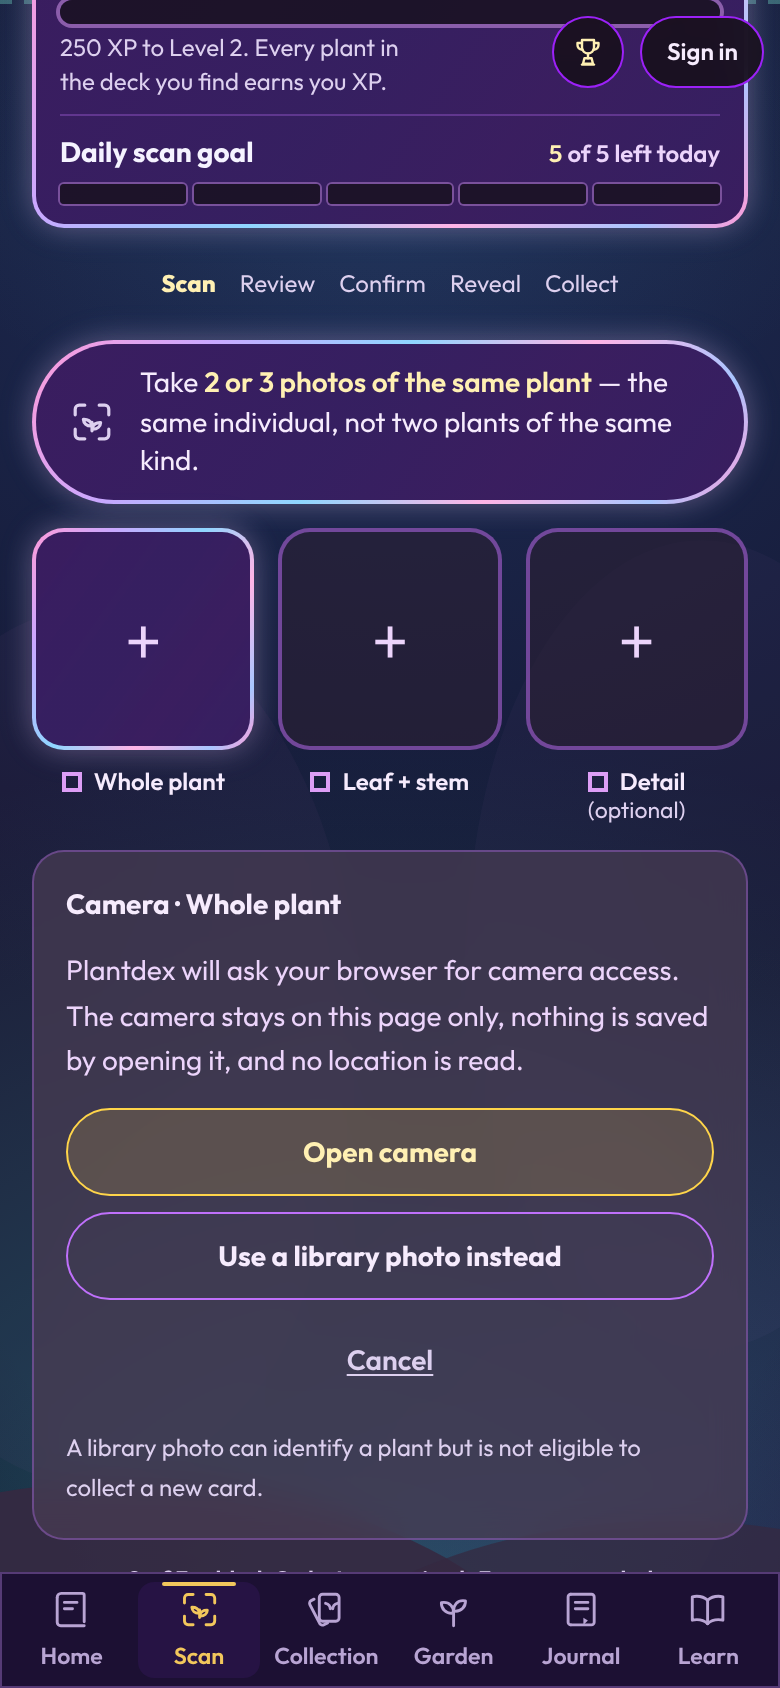 250 XP to Level 2. Every plant in
the deck you find earns you XP.
Sign in
Daily scan goal
5 of 5 left today
Scan Review Confirm Reveal Collect
Take 2 or 3 photos of the same plant — the
same individual, not two plants of the same
kind.
+ + +
Whole plant
Leaf + stem
Detail
(optional)
Camera · Whole plant
Plantdex will ask your browser for camera access.
The camera stays on this page only, nothing is saved
by opening it, and no location is read.
Open camera
Use a library photo instead
Cancel
A library photo can identify a plant but is not eligible to
collect a new card.
Home Scan Collection Garden Journal Learn